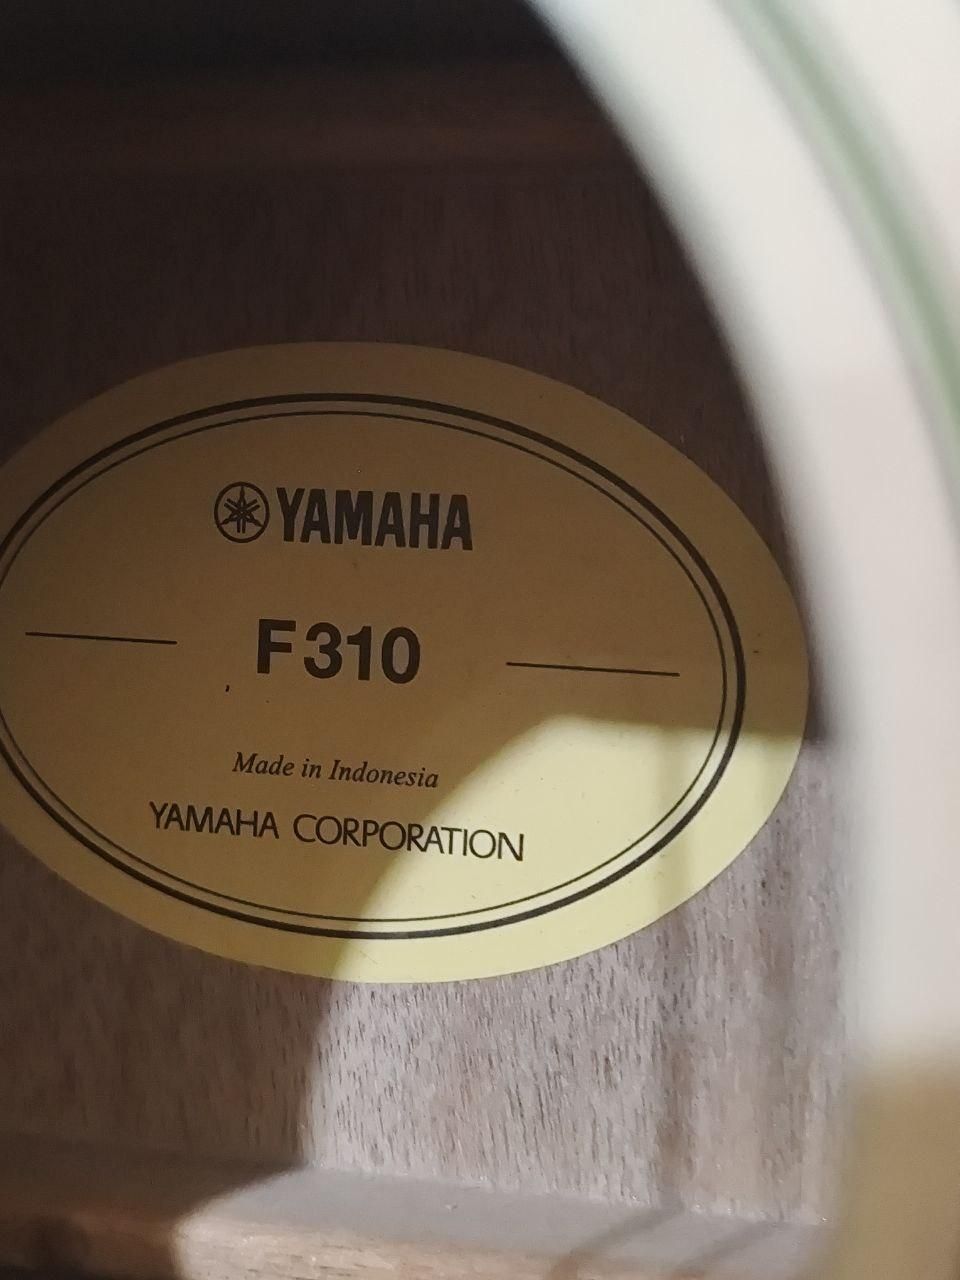 YAMAHA
F310
Made in Indonesia
YAMAHA CORPORATION